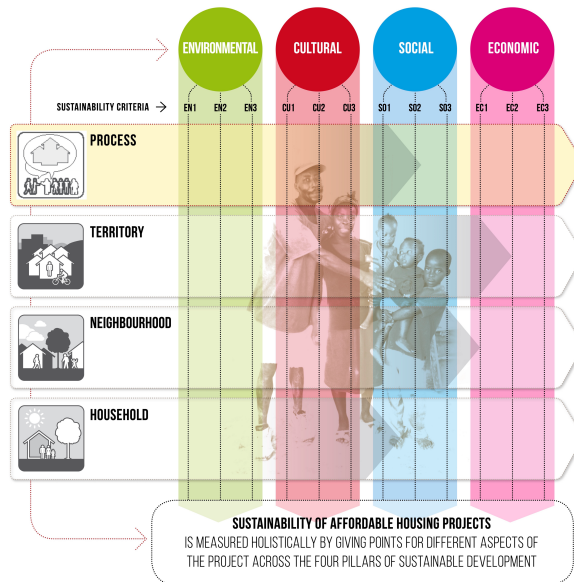 ENVIRONMENTAL CULTURAL SOCIAL ECONOMIC
SUSTAINABILITY CRITERIA EN1 EN2 EN3 CU1 CU2 CU3 SO1 SO2 SO3 EC1 EC2 EC3
PROCESS
TERRITORY
NEIGHBOURHOOD
HOUSEHOLD
SUSTAINABILITY OF AFFORDABLE HOUSING PROJECTS
IS MEASURED HOLISTICALLY BY GIVING POINTS FOR DIFFERENT ASPECTS OF
THE PROJECT ACROSS THE FOUR PILLARS OF SUSTAINABLE DEVELOPMENT